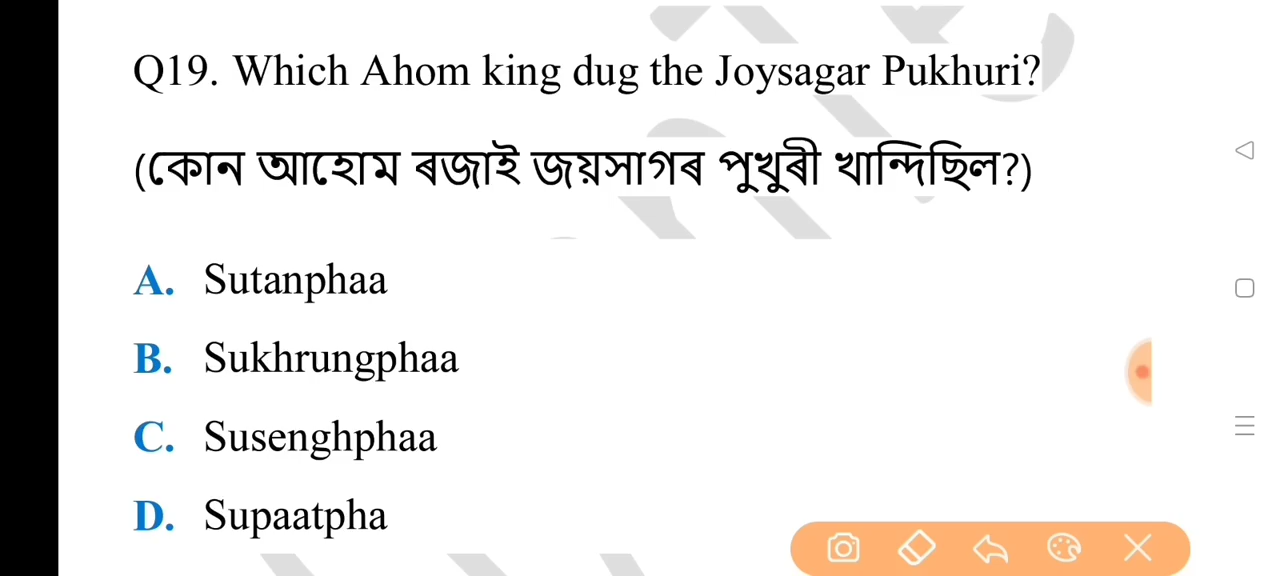 Q19. Which Ahom king dug the Joysagar Pukhuri?
(কোন আহোম ৰজাই জয়সাগৰ পুখুৰী খান্দিছিল?)
A. Sutanphaa
B. Sukhrungphaa
C. Susenghphaa
D. Supaatpha